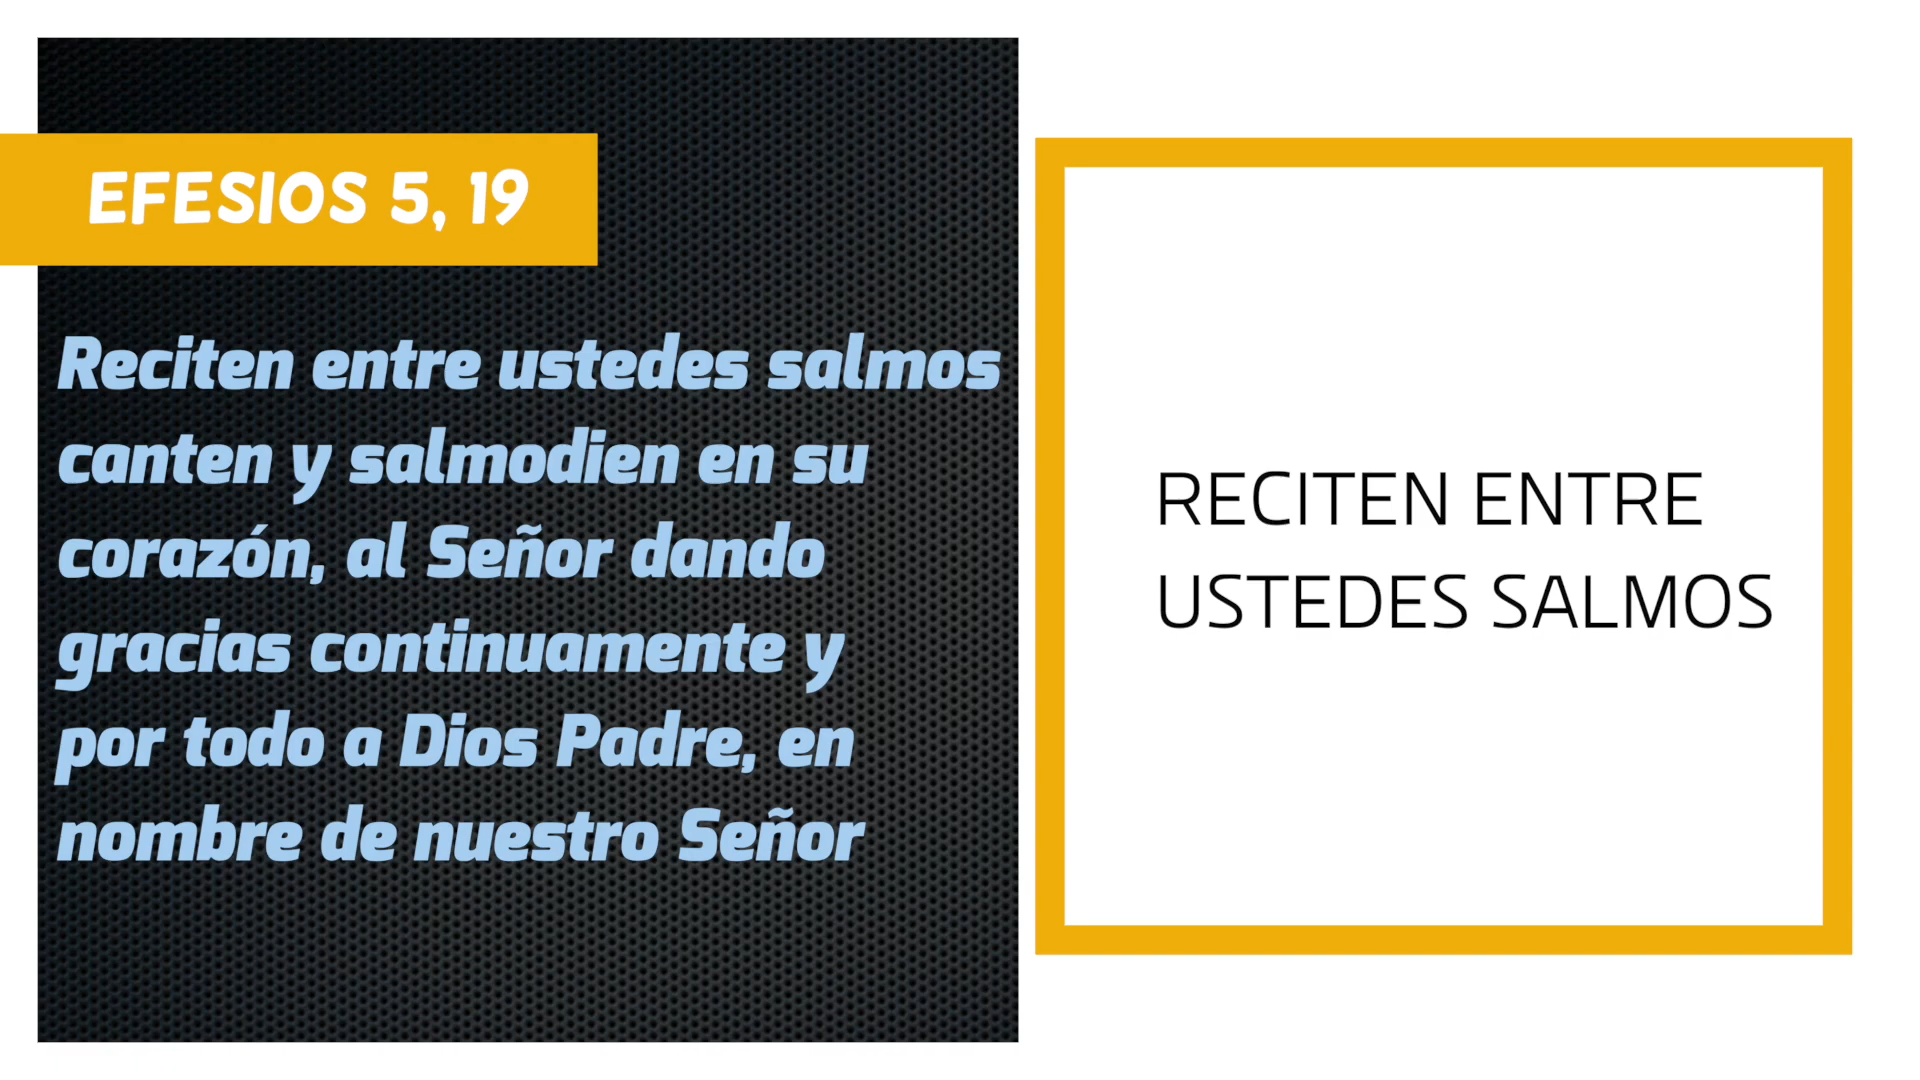 EFESIOS 5, 19
Reciten entre ustedes salmos
canten y salmodien en su
corazón, al Señor dando
gracias continuamente y
por todo a Dios Padre, en
nombre de nuestro Señor
RECITEN ENTRE
USTEDES SALMOS